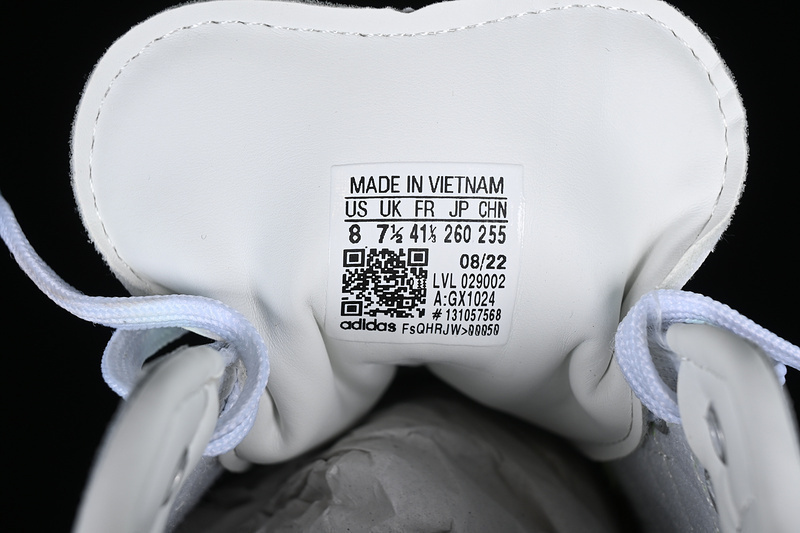 MADE IN VIETNAM
US UK FR JP CHN
8 7½ 41⅓ 260 255
08/22
LVL 029002
A:GX1024
# 131057568
adidas FsQHRJW>00050